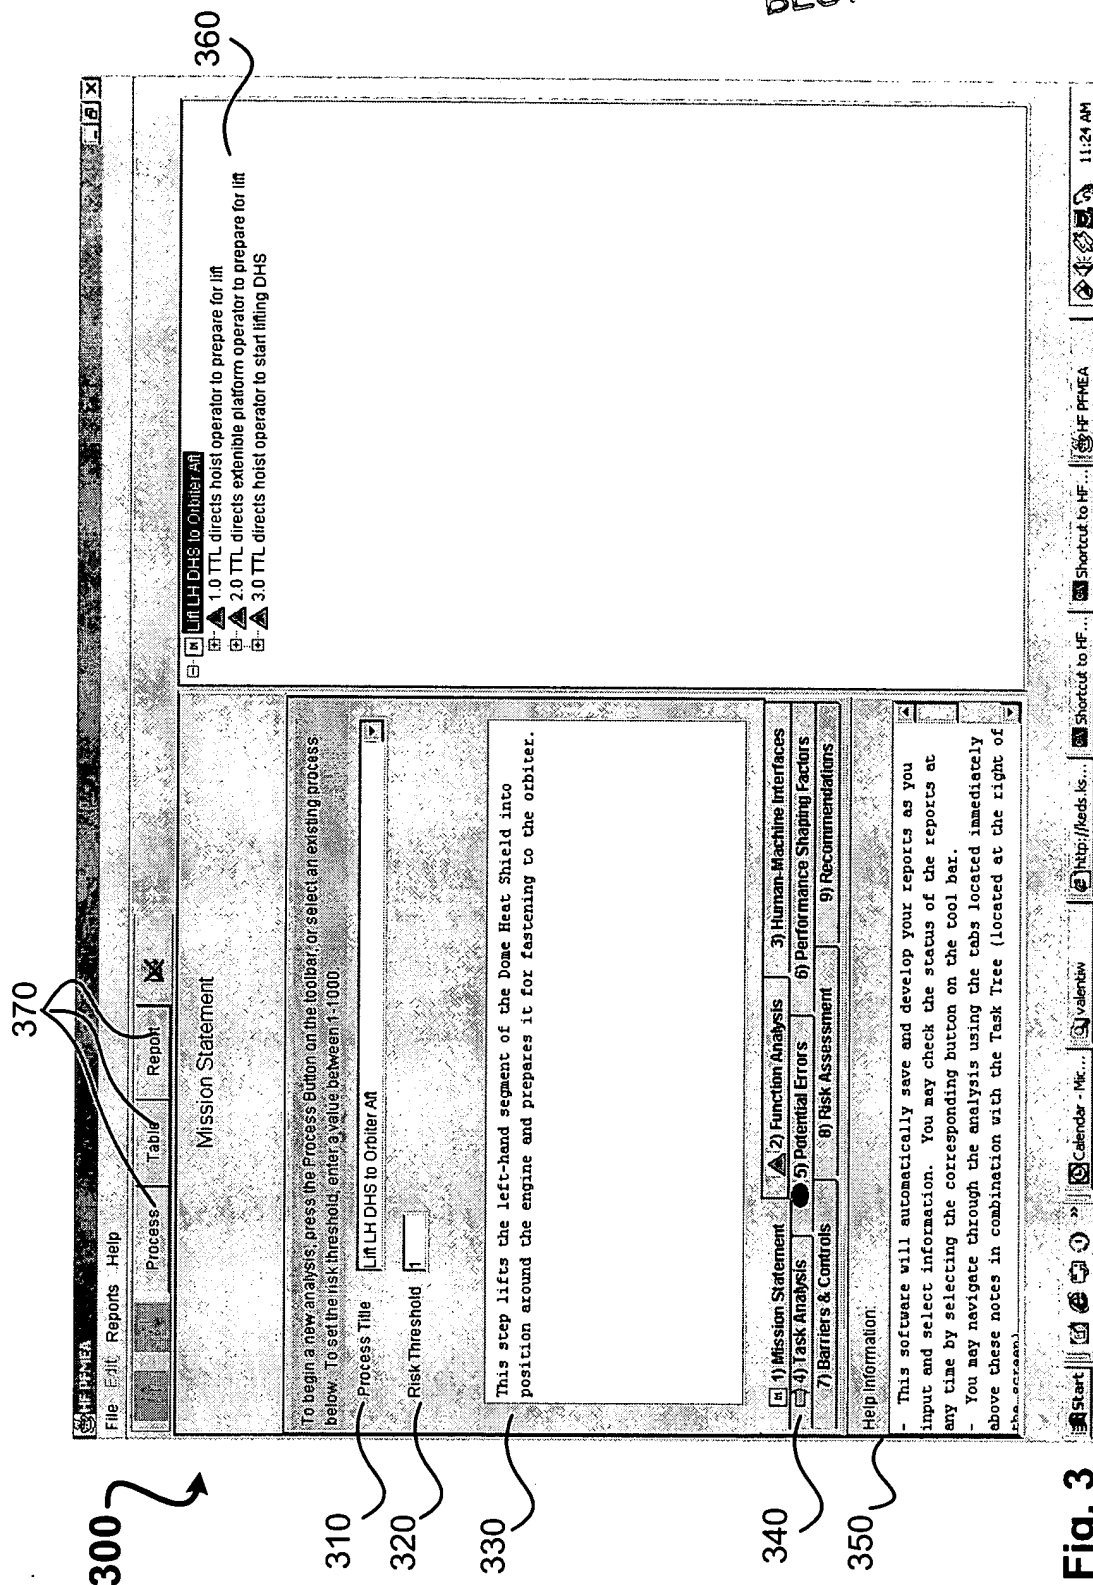 300
HF PFMEA
File Edit Reports Help
Process Table Report
370
Mission Statement
To begin a new analysis, press the Process Button on the toolbar, or select an existing process
below. To set the risk threshold, enter a value between 1-1000.
310
Process Title
Lift LH DHS to Orbiter Aft
320
Risk Threshold
1
330
This step lifts the left-hand segment of the Dome Heat Shield into
position around the engine and prepares it for fastening to the orbiter.
340
M 1) Mission Statement 2) Function Analysis 3) Human-Machine Interfaces
4) Task Analysis 5) Potential Errors 6) Performance Shaping Factors
7) Barriers & Controls 8) Risk Assessment 9) Recommendations
350
Help Information
- This software will automatically save and develop your reports as you
input and select information. You may check the status of the reports at
any time by selecting the corresponding button on the tool bar.
- You may navigate through the analysis using the tabs located immediately
above these notes in combination with the Task Tree (located at the right of
the screen)
M Lift LH DHS to Orbiter Aft
1.0 TTL directs hoist operator to prepare for lift
2.0 TTL directs extenible platform operator to prepare for lift
3.0 TTL directs hoist operator to start lifting DHS
360
Start » Calendar - Mic... valentiw http://keds.ks... Shortcut to HF... Shortcut to HF... HF PFMEA 11:24 AM
Fig. 3